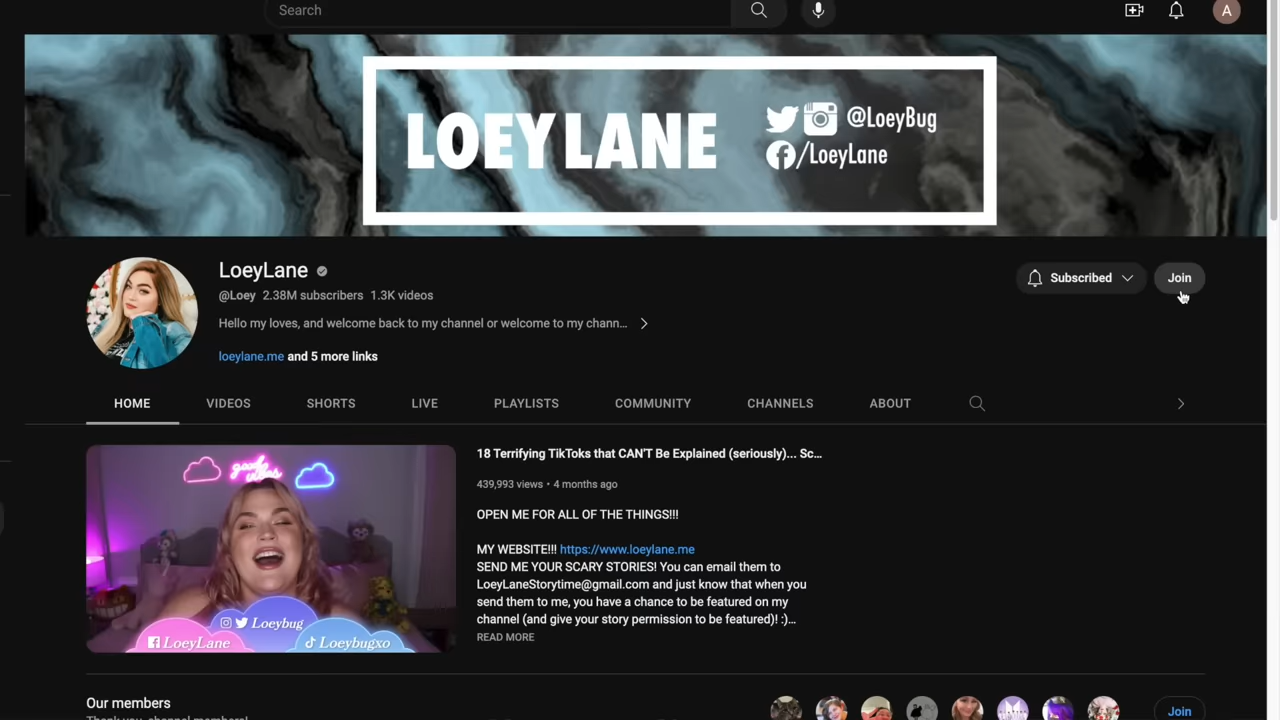 Search
A
LOEY LANE
@LoeyBug
/LoeyLane
LoeyLane
@Loey 2.38M subscribers 1.3K videos
Hello my loves, and welcome back to my channel or welcome to my chann...
loeylane.me and 5 more links
Subscribed
Join
HOME
VIDEOS
SHORTS
LIVE
PLAYLISTS
COMMUNITY
CHANNELS
ABOUT
good vibes
Loeybug
LoeyLane
Loeybugxo
18 Terrifying TikToks that CAN'T Be Explained (seriously)... Sc...
439,993 views • 4 months ago
OPEN ME FOR ALL OF THE THINGS!!!
MY WEBSITE!!! https://www.loeylane.me
SEND ME YOUR SCARY STORIES! You can email them to
LoeyLaneStorytime@gmail.com and just know that when you
send them to me, you have a chance to be featured on my
channel (and give your story permission to be featured)! :)...
READ MORE
Our members
Thank you, channel members!
Join